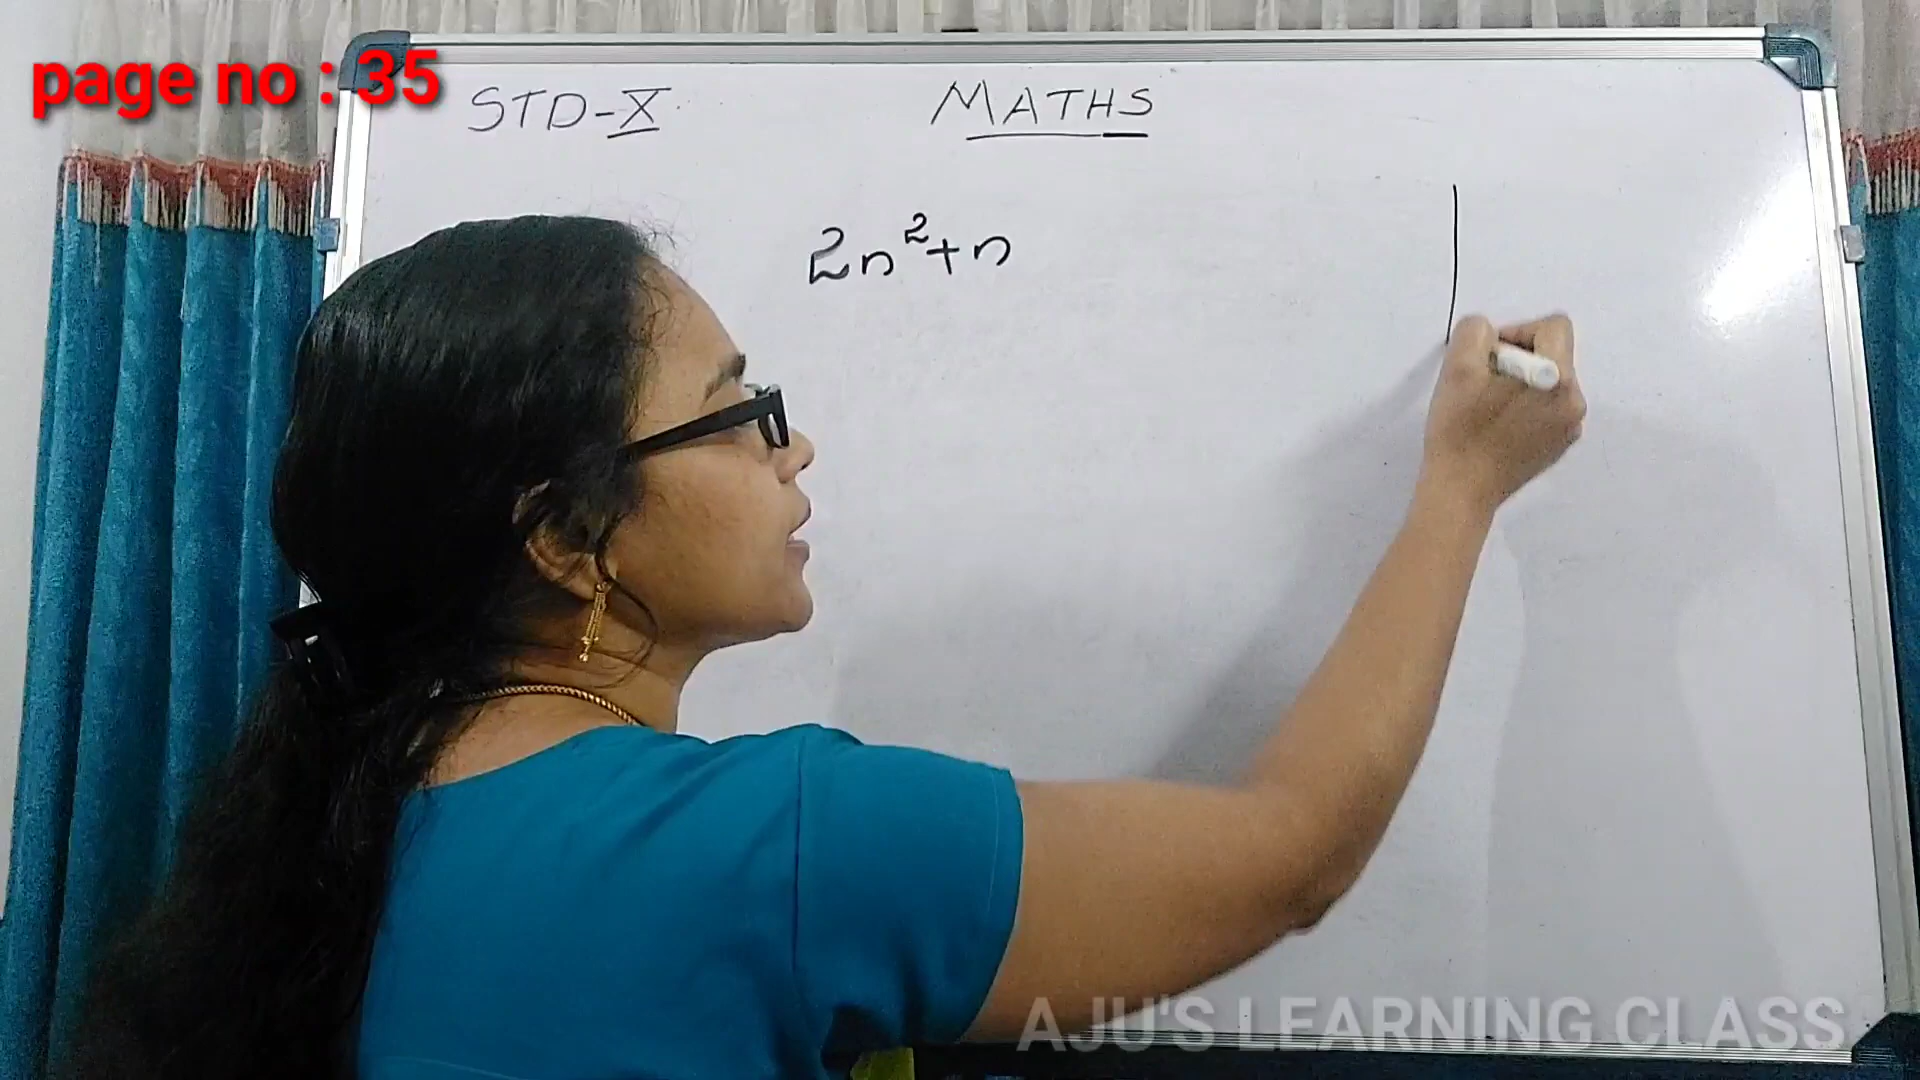 page no : 35
STD-X
MATHS
2n²+n
AJU'S LEARNING CLASS